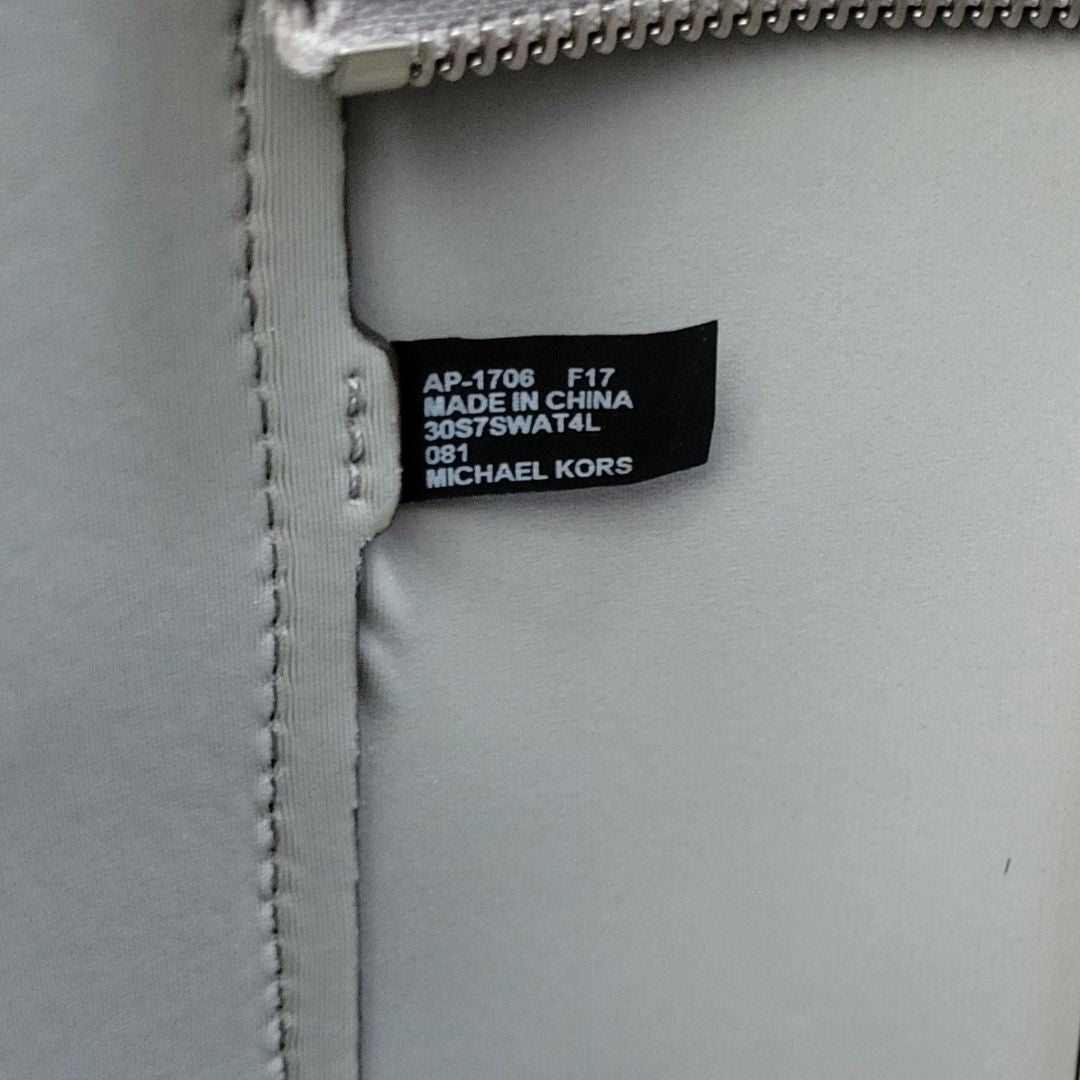 AP-1706 F17
MADE IN CHINA
30S7SWAT4L
081
MICHAEL KORS